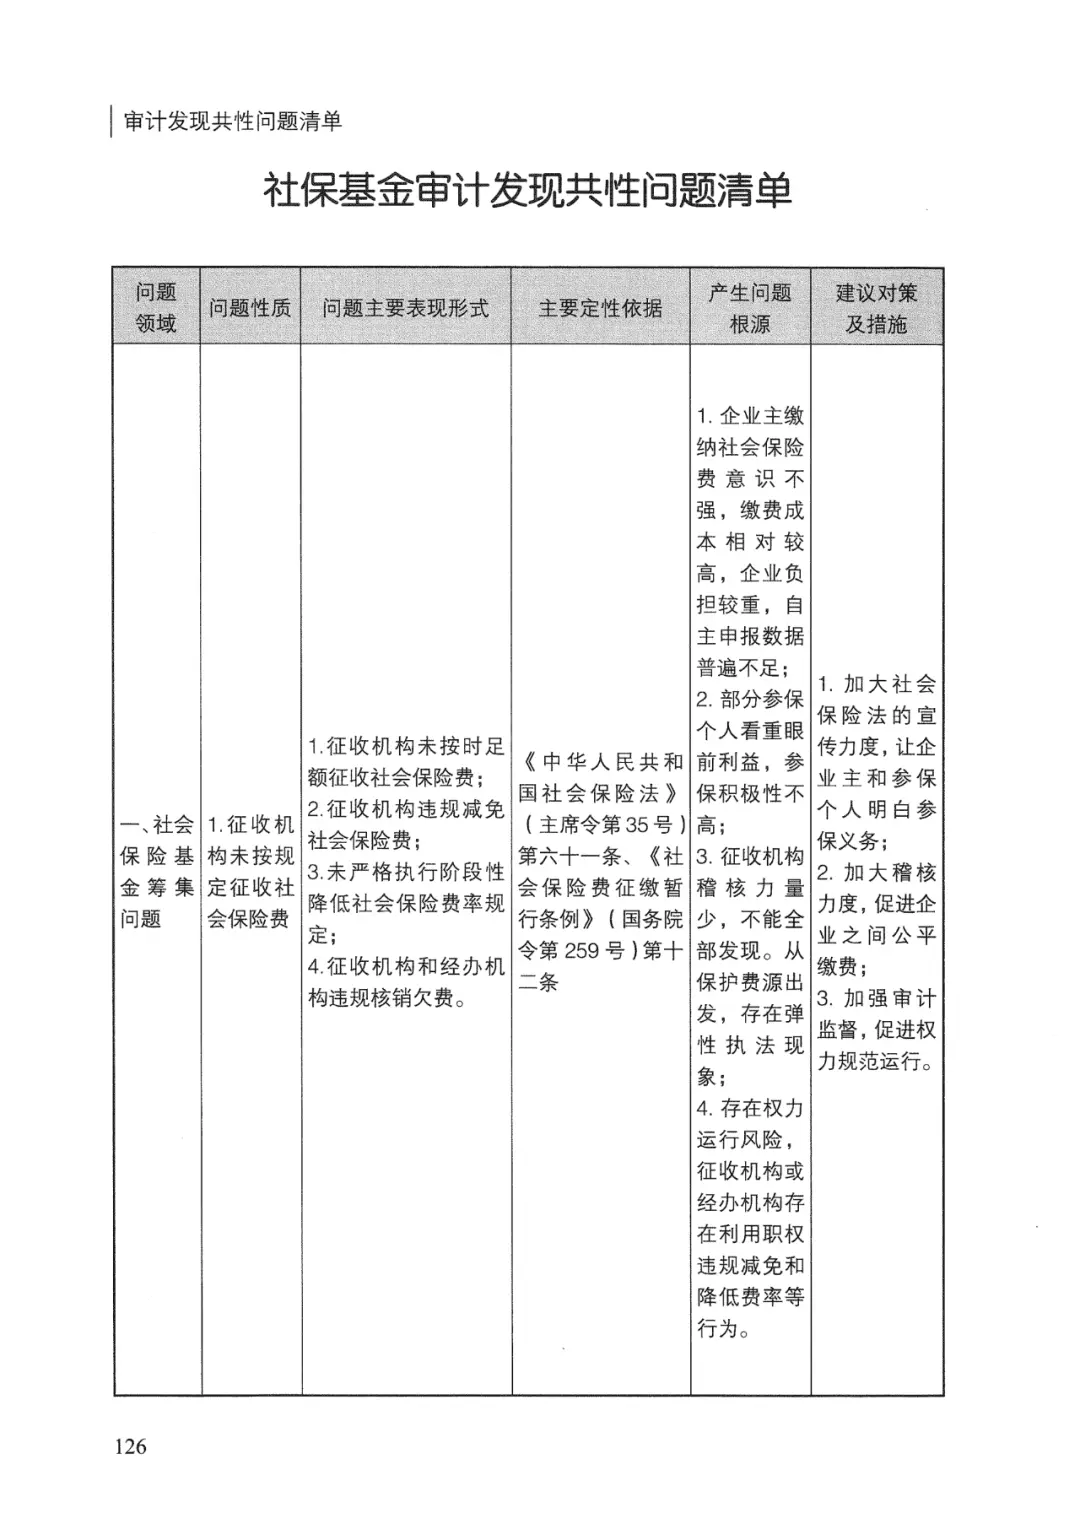 审计发现共性问题清单
社保基金审计发现共性问题清单
问题
领域
问题性质
问题主要表现形式
主要定性依据
产生问题
根源
建议对策
及措施
一、社会
保险基
金筹集
问题
1.征收机
构未按规
定征收社
会保险费
1.征收机构未按时足
额征收社会保险费；
2.征收机构违规减免
社会保险费；
3.未严格执行阶段性
降低社会保险费率规
定；
4.征收机构和经办机
构违规核销欠费。
《中华人民共和
国社会保险法》
（主席令第35号）
第六十一条、《社
会保险费征缴暂
行条例》（国务院
令第259号）第十
二条
1. 企业主缴
纳社会保险
费意识不
强，缴费成
本相对较
高，企业负
担较重，自
主申报数据
普遍不足；
2. 部分参保
个人看重眼
前利益，参
保积极性不
高；
3. 征收机构
稽核力量
少，不能全
部发现。从
保护费源出
发，存在弹
性执法现
象；
4. 存在权力
运行风险，
征收机构或
经办机构存
在利用职权
违规减免和
降低费率等
行为。
1. 加大社会
保险法的宣
传力度，让企
业主和参保
个人明白参
保义务；
2. 加大稽核
力度，促进企
业之间公平
缴费；
3. 加强审计
监督，促进权
力规范运行。
126